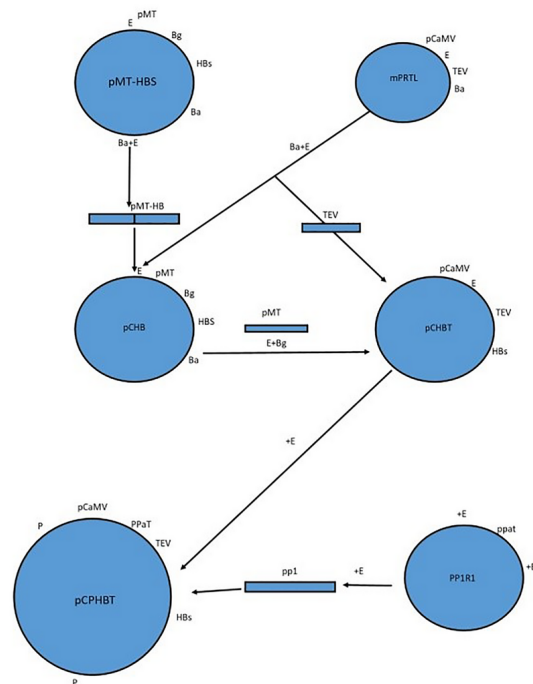 pMT
E
Bg
pMT-HBS
HBs
Ba
Ba+E
pCaMV
E
mPRTL
TEV
Ba
Ba+E
pMT-HB
TEV
E
pMT
Bg
pCHB
HBS
Ba
pMT
E+Bg
pCaMV
E
pCHBT
TEV
HBs
+E
pCaMV
P
PPaT
TEV
pCPHBT
HBs
P
pp1
+E
+E
ppat
PP1R1